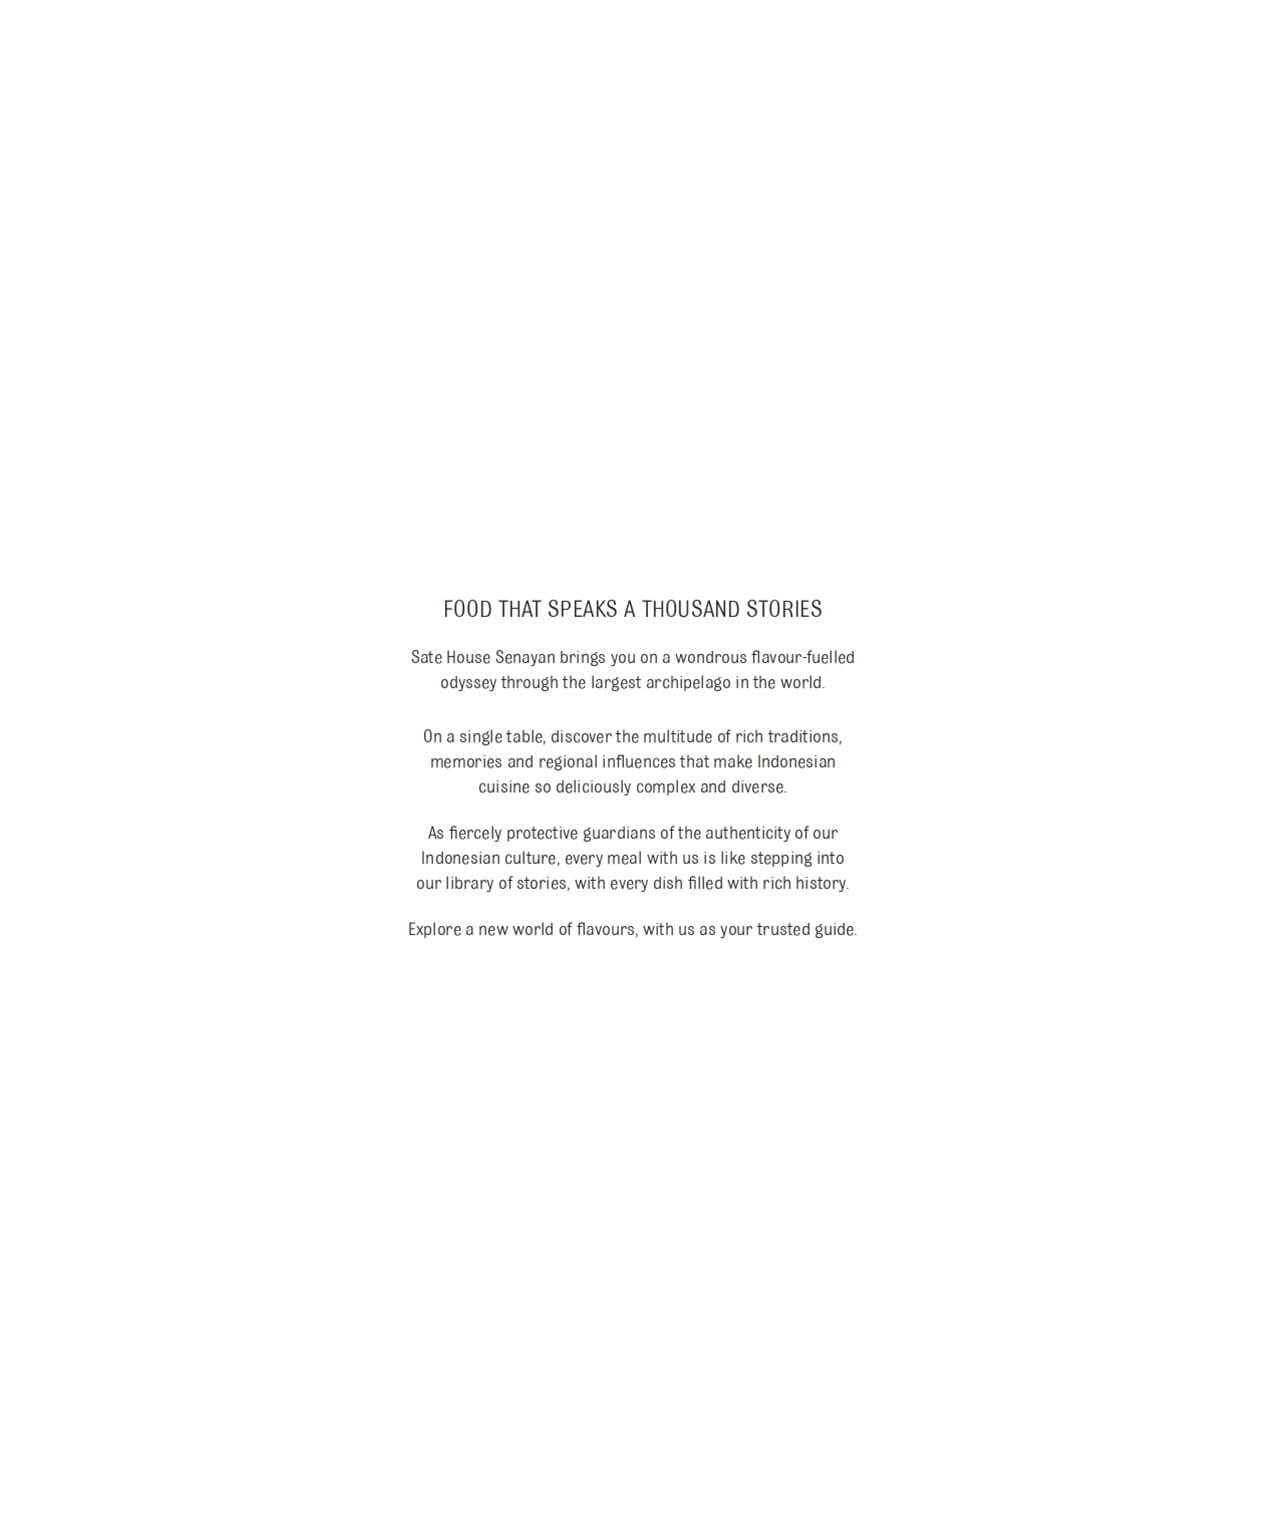 FOOD THAT SPEAKS A THOUSAND STORIES
Sate House Senayan brings you on a wondrous flavour-fuelled
odyssey through the largest archipelago in the world.
On a single table, discover the multitude of rich traditions,
memories and regional influences that make Indonesian
cuisine so deliciously complex and diverse.
As fiercely protective guardians of the authenticity of our
Indonesian culture, every meal with us is like stepping into
our library of stories, with every dish filled with rich history.
Explore a new world of flavours, with us as your trusted guide.